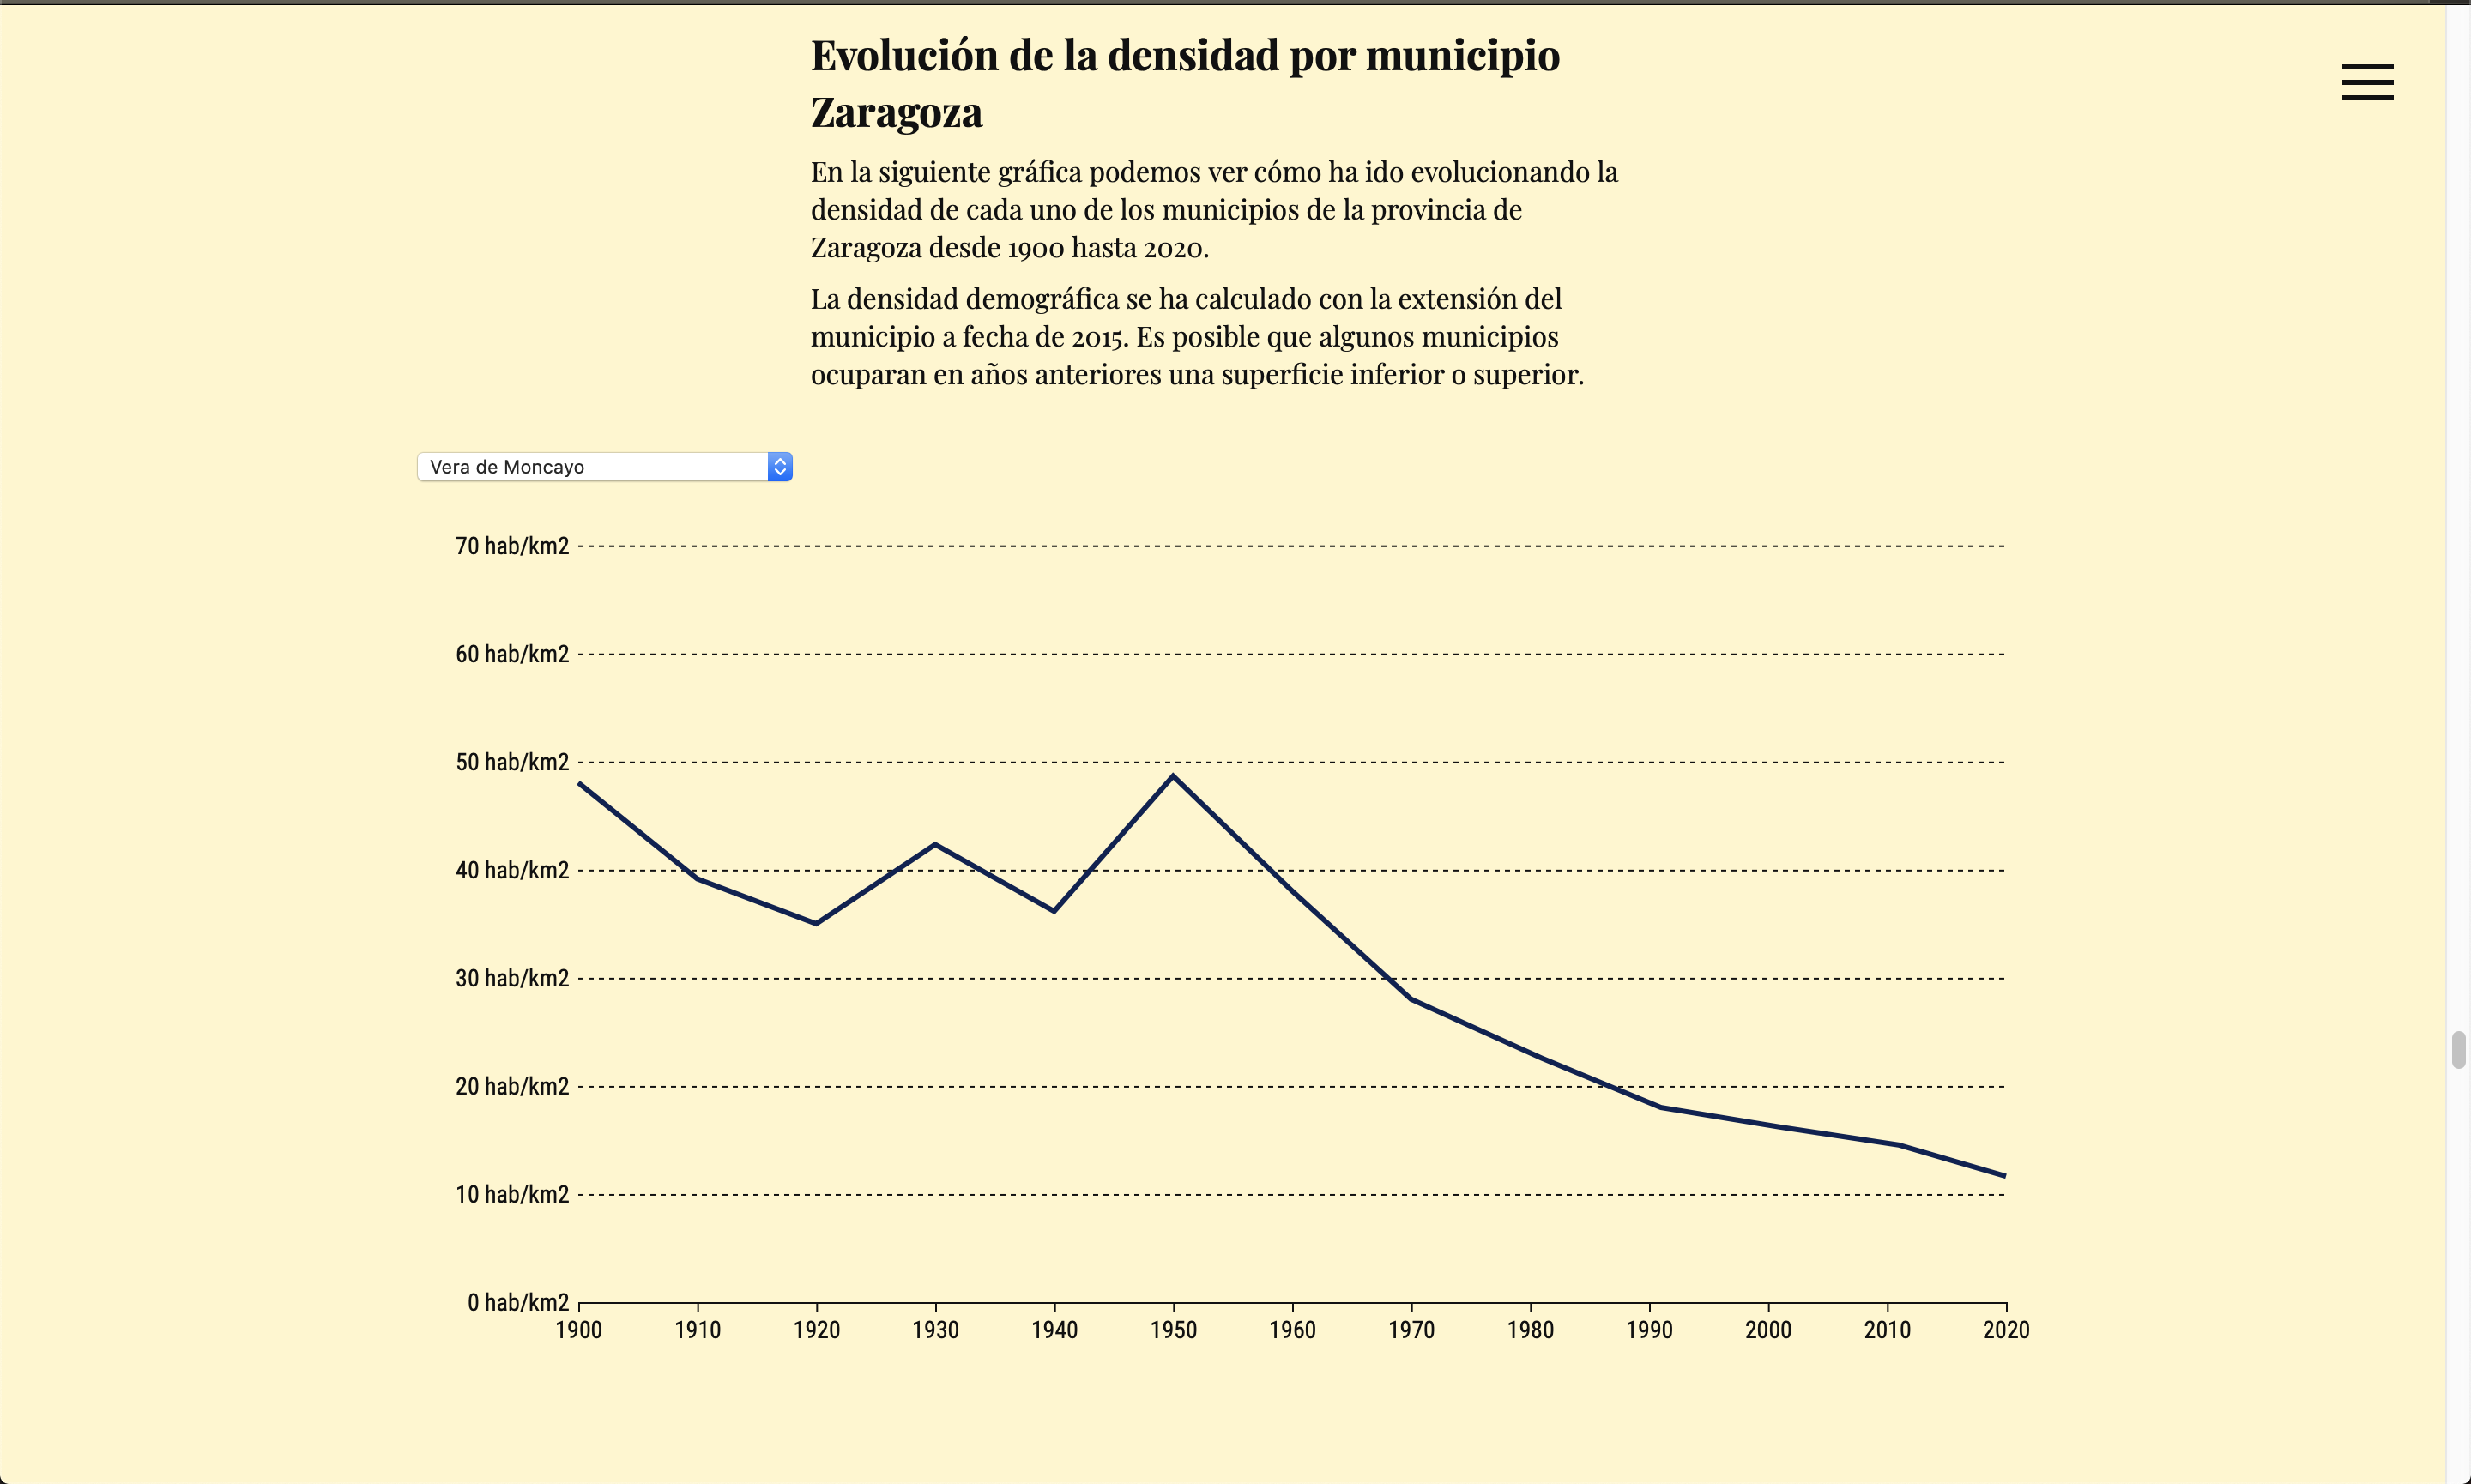 Evolución de la densidad por municipio
Zaragoza
En la siguiente gráfica podemos ver cómo ha ido evolucionando la
densidad de cada uno de los municipios de la provincia de
Zaragoza desde 1900 hasta 2020.
La densidad demográfica se ha calculado con la extensión del
municipio a fecha de 2015. Es posible que algunos municipios
ocuparan en años anteriores una superficie inferior o superior.
Vera de Moncayo
70 hab/km2
60 hab/km2
50 hab/km2
40 hab/km2
30 hab/km2
20 hab/km2
10 hab/km2
0 hab/km2
1900 1910 1920 1930 1940 1950 1960 1970 1980 1990 2000 2010 2020